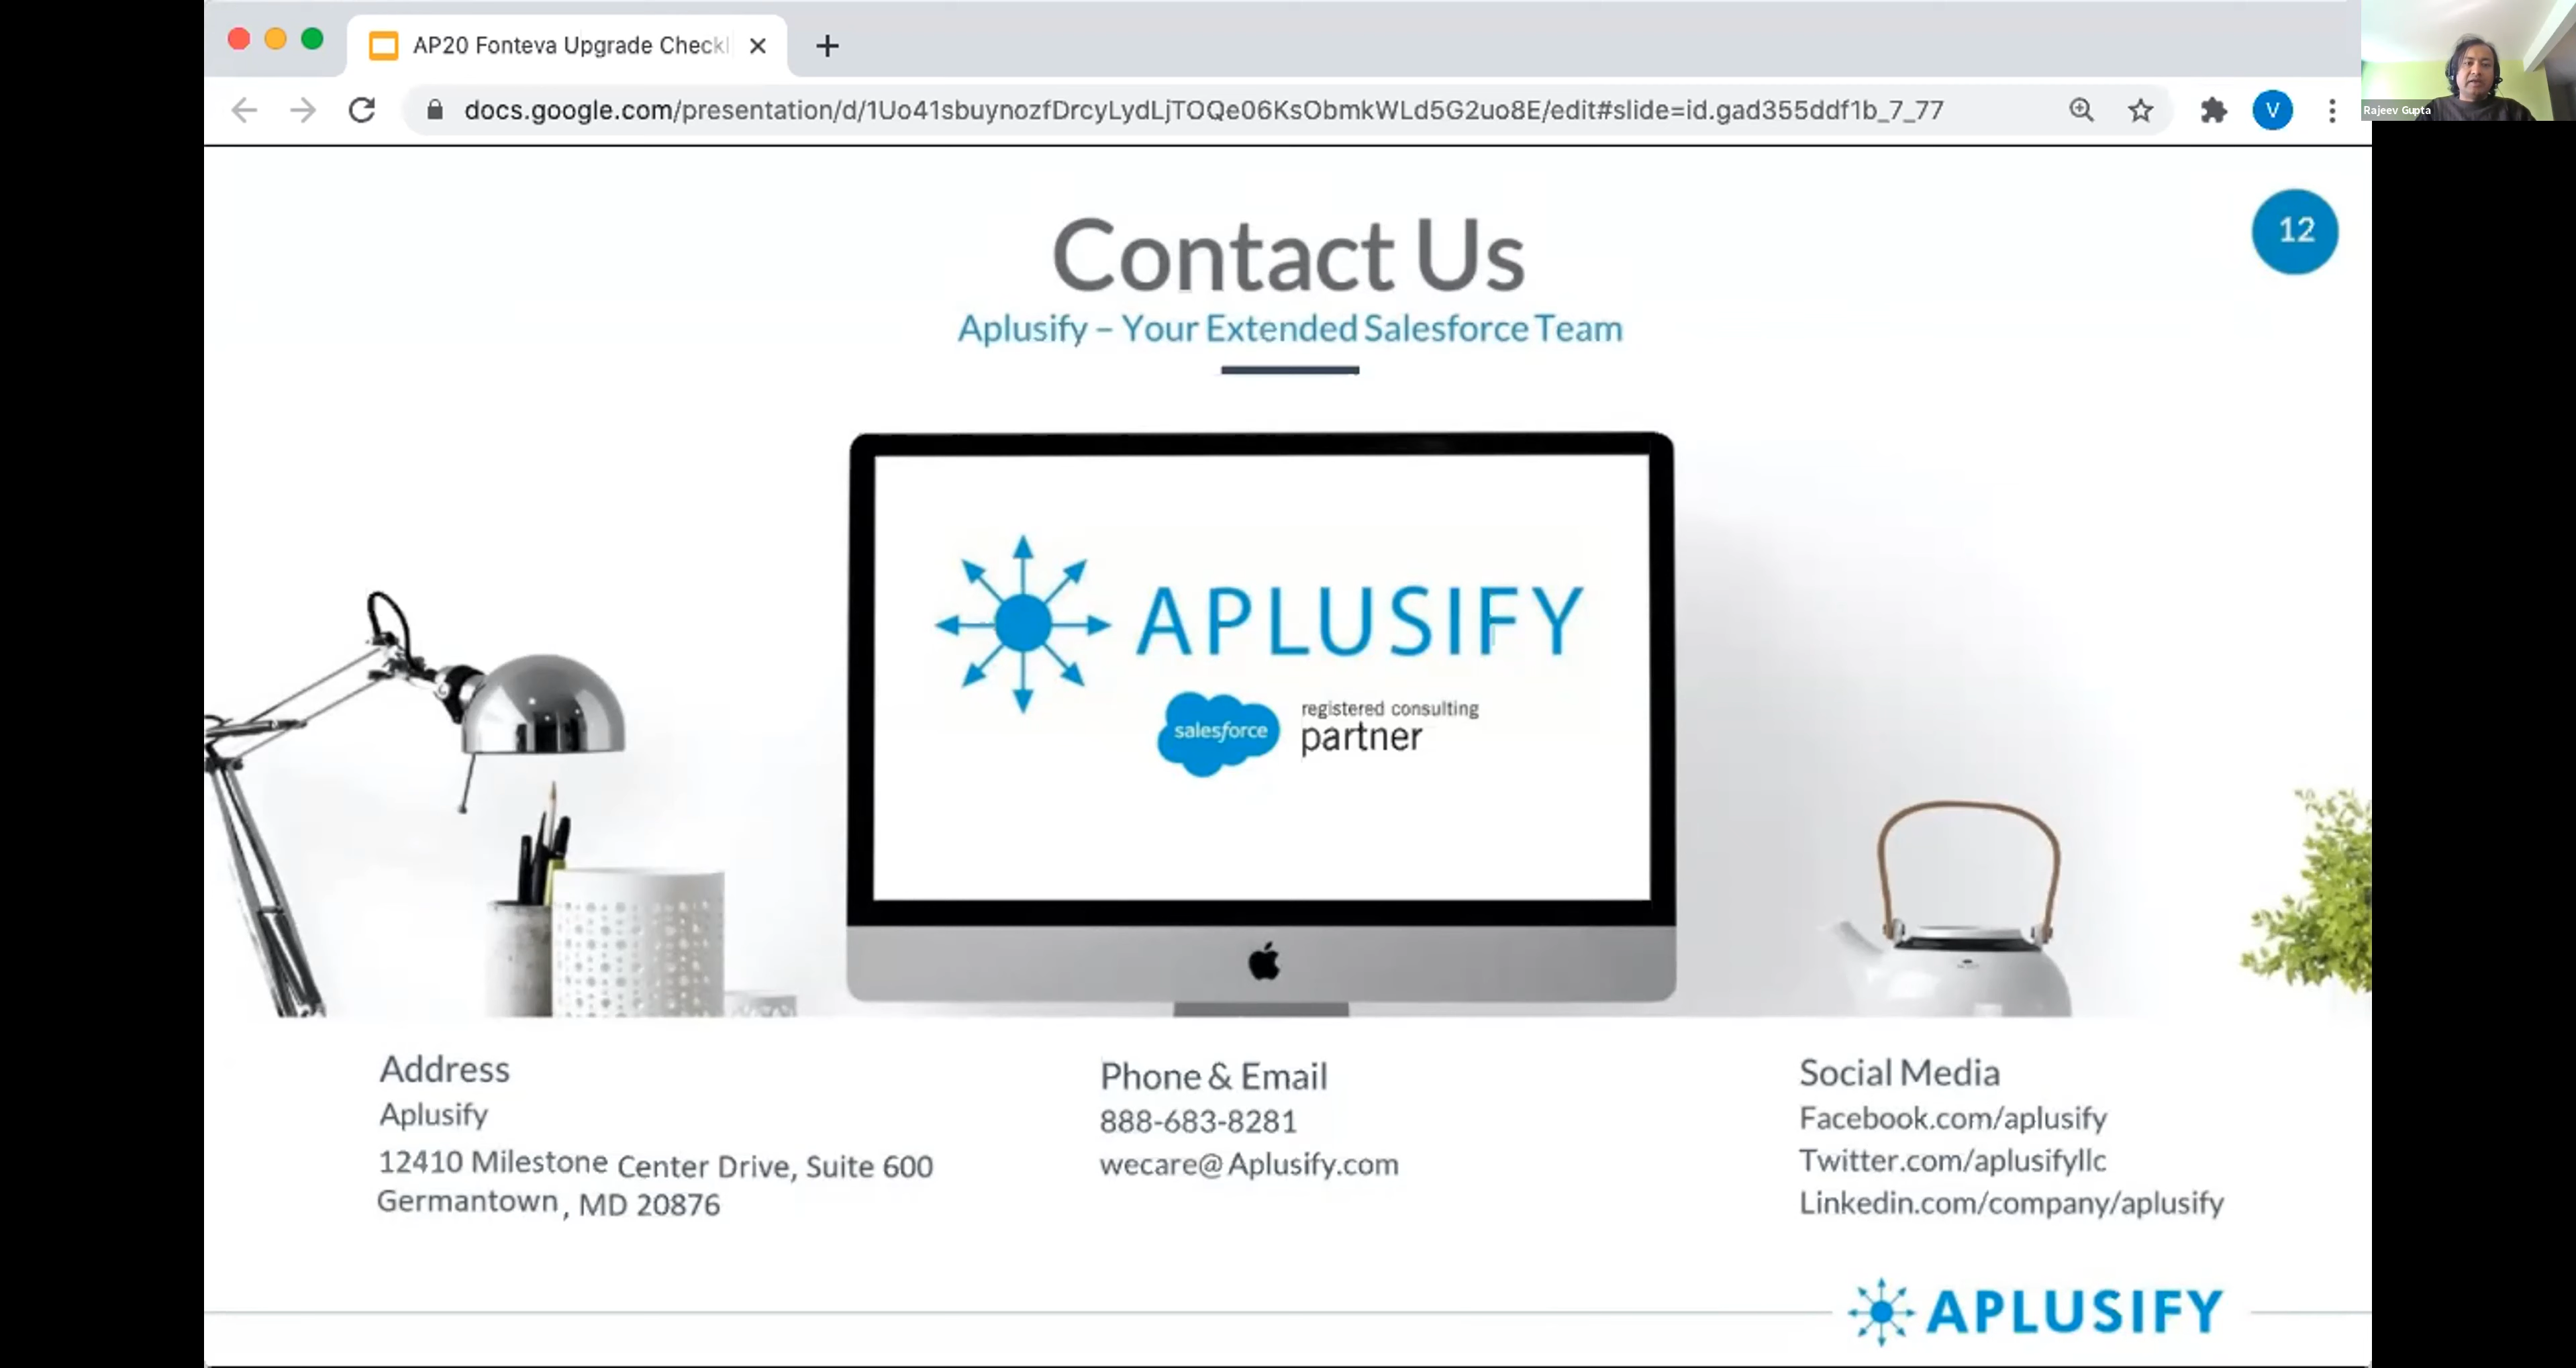 AP20 Fonteva Upgrade Checkl
docs.google.com/presentation/d/1Uo41sbuynozfDrcyLydLjTOQe06KsObmkWLd5G2uo8E/edit#slide=id.gad355ddf1b_7_77
V
Rajeev Gupta
12
Contact Us
Aplusify – Your Extended Salesforce Team
APLUSIFY
salesforce
registered consulting
partner
Address
Aplusify
12410 Milestone Center Drive, Suite 600
Germantown, MD 20876
Phone & Email
888-683-8281
wecare@Aplusify.com
Social Media
Facebook.com/aplusify
Twitter.com/aplusifyllc
Linkedin.com/company/aplusify
APLUSIFY